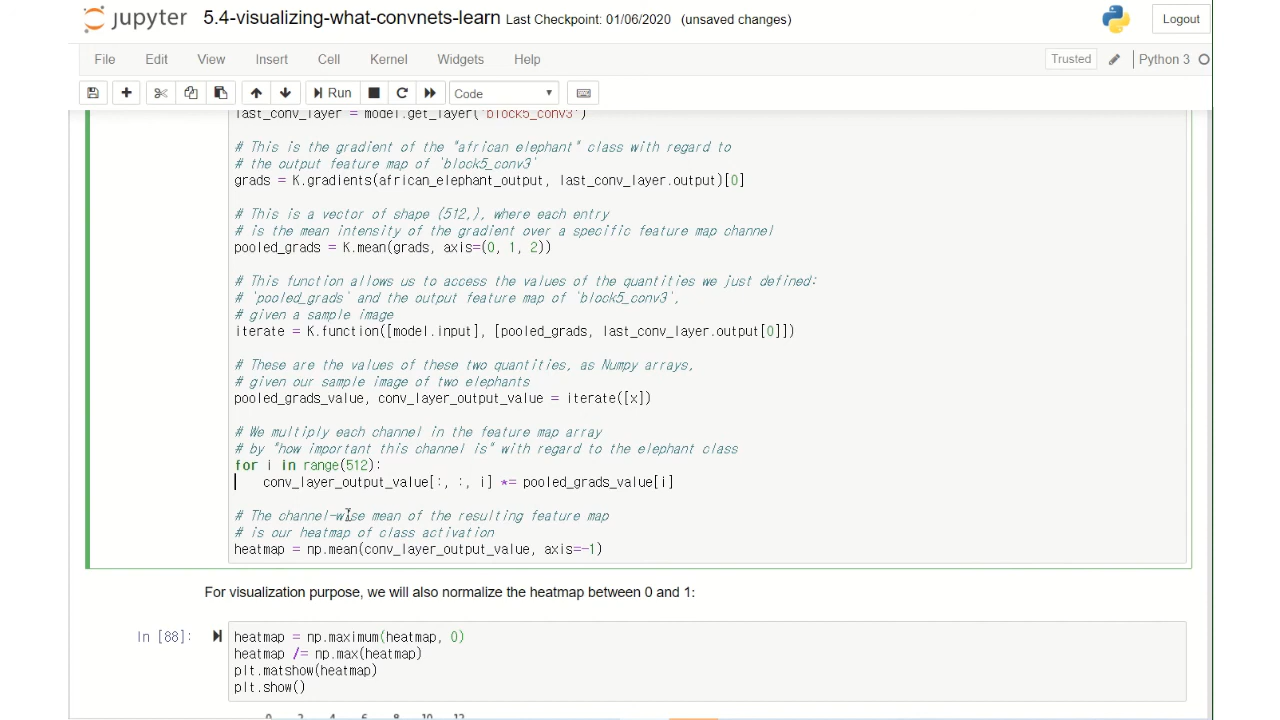 jupyter 5.4-visualizing-what-convnets-learn Last Checkpoint: 01/06/2020 (unsaved changes) Logout
File Edit View Insert Cell Kernel Widgets Help Trusted Python 3
Run Code
last_conv_layer = model.get_layer('block5_conv3')
# This is the gradient of the "african elephant" class with regard to
# the output feature map of `block5_conv3`
grads = K.gradients(african_elephant_output, last_conv_layer.output)[0]
# This is a vector of shape (512,), where each entry
# is the mean intensity of the gradient over a specific feature map channel
pooled_grads = K.mean(grads, axis=(0, 1, 2))
# This function allows us to access the values of the quantities we just defined:
# `pooled_grads` and the output feature map of `block5_conv3`,
# given a sample image
iterate = K.function([model.input], [pooled_grads, last_conv_layer.output[0]])
# These are the values of these two quantities, as Numpy arrays,
# given our sample image of two elephants
pooled_grads_value, conv_layer_output_value = iterate([x])
# We multiply each channel in the feature map array
# by "how important this channel is" with regard to the elephant class
for i in range(512):
conv_layer_output_value[:, :, i] *= pooled_grads_value[i]
# The channel-wise mean of the resulting feature map
# is our heatmap of class activation
heatmap = np.mean(conv_layer_output_value, axis=-1)
For visualization purpose, we will also normalize the heatmap between 0 and 1:
In [88]:
heatmap = np.maximum(heatmap, 0)
heatmap /= np.max(heatmap)
plt.matshow(heatmap)
plt.show()
0 2 4 6 8 10 12